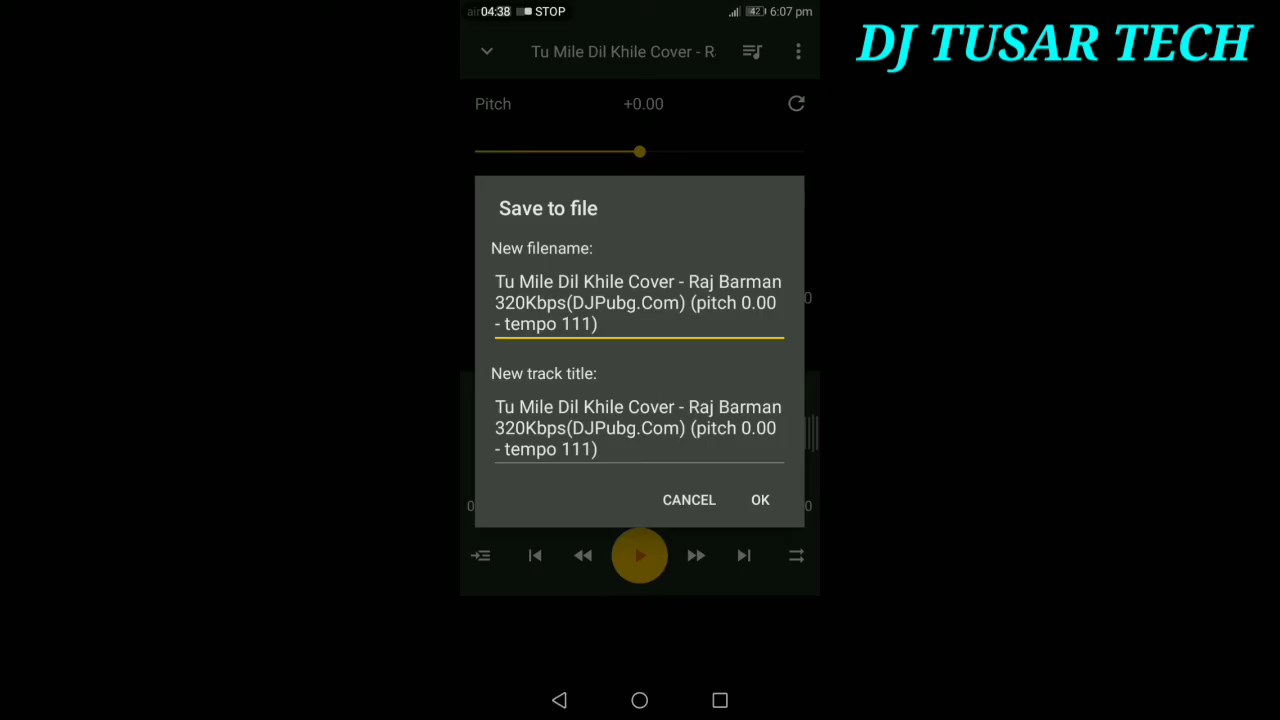 04:38 STOP
42 6:07 pm
DJ TUSAR TECH
Tu Mile Dil Khile Cover - R
Pitch +0.00
Save to file
New filename:
Tu Mile Dil Khile Cover - Raj Barman
320Kbps(DJPubg.Com) (pitch 0.00
- tempo 111)
New track title:
Tu Mile Dil Khile Cover - Raj Barman
320Kbps(DJPubg.Com) (pitch 0.00
- tempo 111)
CANCEL OK